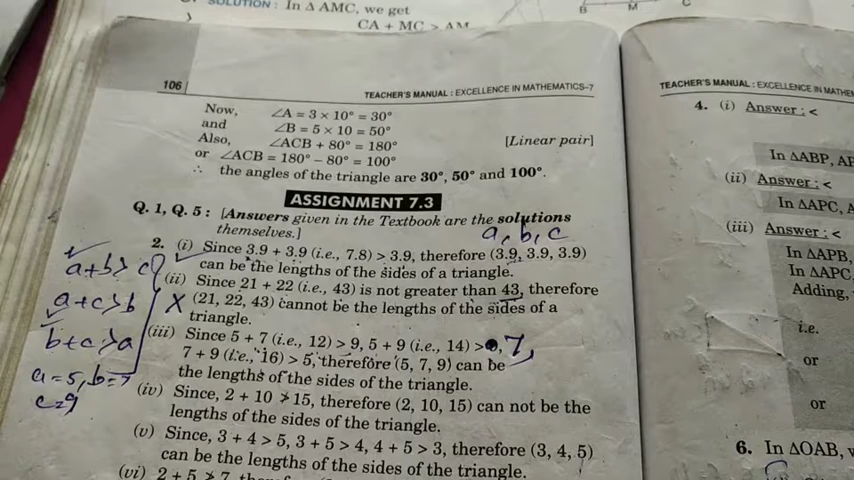 SOLUTION : In Δ AMC, we get
CA + MC > AM
B M C
106
TEACHER'S MANUAL : EXCELLENCE IN MATHEMATICS-7
Now, ∠A = 3 × 10° = 30°
and ∠B = 5 × 10 = 50°
Also, ∠ACB + 80° = 180° [Linear pair]
or ∠ACB = 180° – 80° = 100°
∴ the angles of the triangle are 30°, 50° and 100°.
ASSIGNMENT 7.3
Q. 1, Q. 5 : [Answers given in the Textbook are the solutions
themselves.]
a, b, c
2. (i) Since 3.9 + 3.9 (i.e., 7.8) > 3.9, therefore (3.9, 3.9, 3.9)
can be the lengths of the sides of a triangle.
(ii) Since 21 + 22 (i.e., 43) is not greater than 43, therefore
(21, 22, 43) cannot be the lengths of the sides of a
triangle.
(iii) Since 5 + 7 (i.e., 12) > 9, 5 + 9 (i.e., 14) > 7,
7 + 9 (i.e., 16) > 5, therefore (5, 7, 9) can be
the lengths of the sides of the triangle.
(iv) Since, 2 + 10 ≯ 15, therefore (2, 10, 15) can not be the
lengths of the sides of the triangle.
(v) Since, 3 + 4 > 5, 3 + 5 > 4, 4 + 5 > 3, therefore (3, 4, 5)
can be the lengths of the sides of the triangle.
(vi) 2 + 5 ≯ 7,
a+b> c
a+c>b
b+c>a
a=5, b=7
c=9
TEACHER'S MANUAL : EXCELLENCE IN
4. (i) Answer : <
In ΔABP,
(ii) Answer : <
In ΔAPC,
(iii) Answer : <
In ΔAPB,
In ΔAPC,
Adding,
i.e.
or
or
6. In ΔOAB,